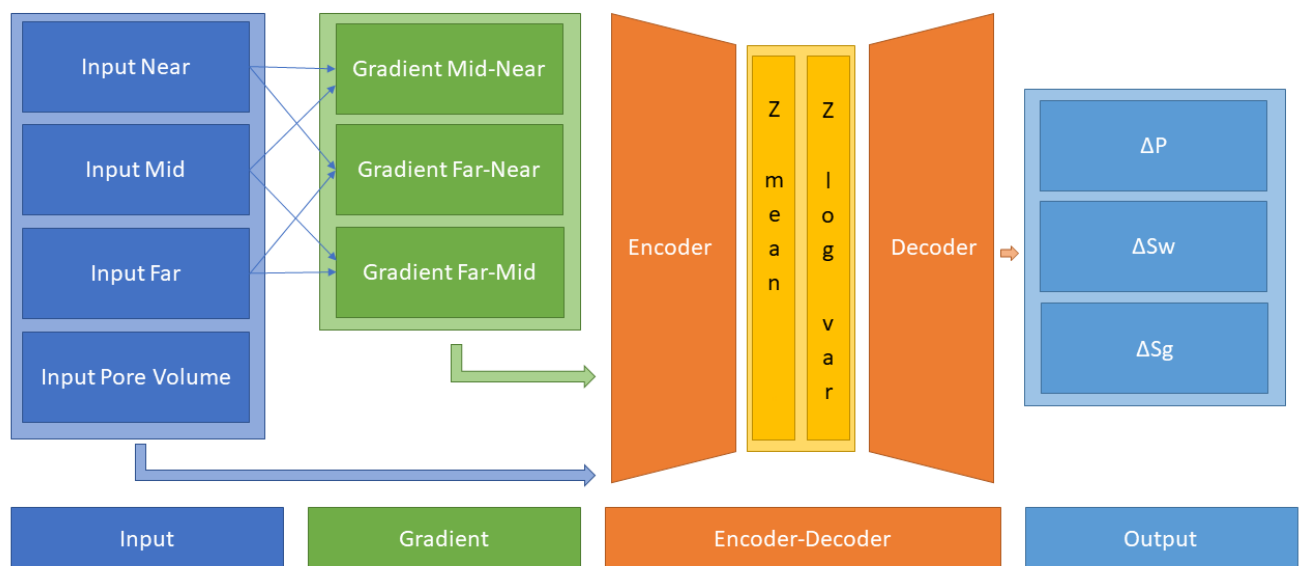 Input Near
Input Mid
Input Far
Input Pore Volume
Gradient Mid-Near
Gradient Far-Near
Gradient Far-Mid
Encoder
Z mean
Z log var
Decoder
ΔP
ΔSw
ΔSg
Input
Gradient
Encoder-Decoder
Output